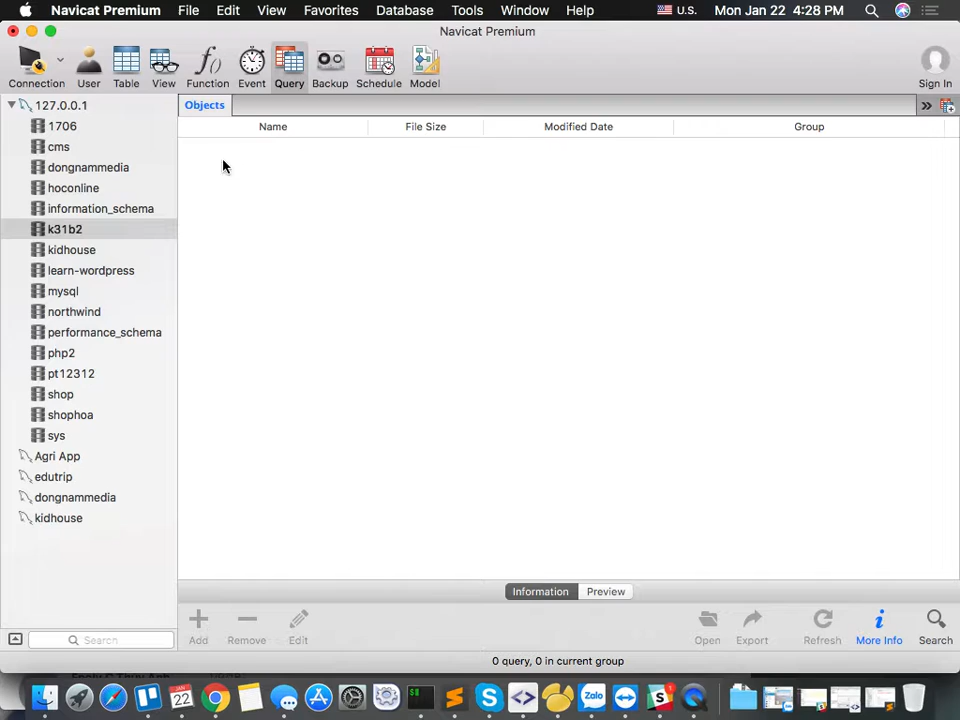 Navicat Premium File Edit View Favorites Database Tools Window Help U.S. Mon Jan 22 4:28 PM
Navicat Premium
Connection User Table View Function Event Query Backup Schedule Model Sign In
127.0.0.1
1706
cms
dongnammedia
hoconline
information_schema
k31b2
kidhouse
learn-wordpress
mysql
northwind
performance_schema
php2
pt12312
shop
shophoa
sys
Agri App
edutrip
dongnammedia
kidhouse
Search
Objects
Name File Size Modified Date Group
Information Preview
Add Remove Edit Open Export Refresh More Info Search
0 query, 0 in current group
22 Zalo